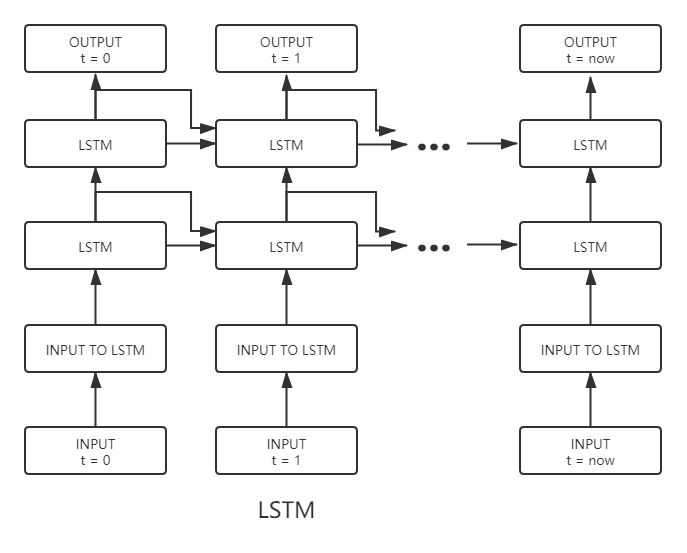 OUTPUT
t = 0
OUTPUT
t = 1
OUTPUT
t = now
LSTM
LSTM
LSTM
LSTM
LSTM
LSTM
INPUT TO LSTM
INPUT TO LSTM
INPUT TO LSTM
INPUT
t = 0
INPUT
t = 1
INPUT
t = now
LSTM